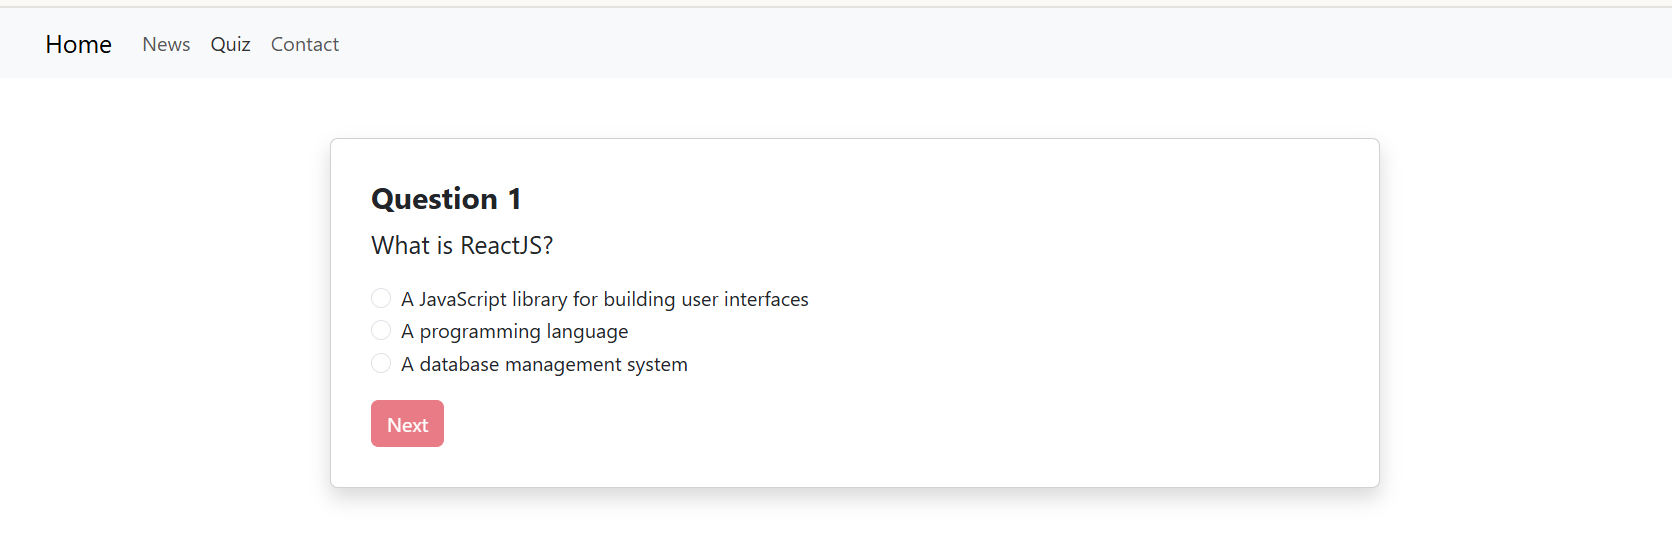 Home News Quiz Contact
Question 1
What is ReactJS?
A JavaScript library for building user interfaces
A programming language
A database management system
Next